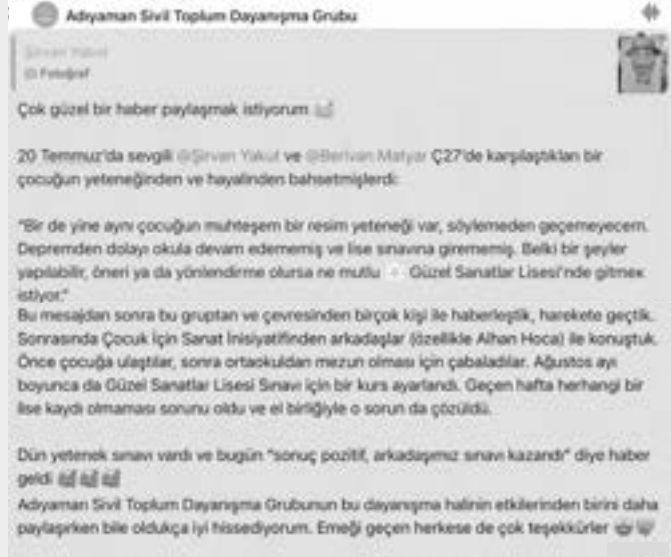 Adıyaman Sivil Toplum Dayanışma Grubu
Şirvan Yakut
Fotoğraf
Çok güzel bir haber paylaşmak istiyorum
20 Temmuz'da sevgili @Şirvan Yakut ve @Berivan Matyar Ç27'de karşılaştıkları bir
çocuğun yeteneğinden ve hayalinden bahsetmişlerdi:
"Bir de yine aynı çocuğun muhteşem bir resim yeteneği var, söylemeden geçemeyecem.
Depremden dolayı okula devam edememiş ve lise sınavına girememiş. Belki bir şeyler
yapılabilir, öneri ya da yönlendirme olursa ne mutlu Güzel Sanatlar Lisesi'nde gitmek
istiyor."
Bu mesajdan sonra bu gruptan ve çevresinden birçok kişi ile haberleştik, harekete geçtik.
Sonrasında Çocuk İçin Sanat İnisiyatifinden arkadaşlar (özellikle Alhan Hoca) ile konuştuk.
Önce çocuğa ulaştılar, sonra ortaokuldan mezun olması için çabaladılar. Ağustos ayı
boyunca da Güzel Sanatlar Lisesi Sınavı için bir kurs ayarlandı. Geçen hafta herhangi bir
lise kaydı olmaması sorunu oldu ve el birliğiyle o sorun da çözüldü.
Dün yetenek sınavı vardı ve bugün "sonuç pozitif, arkadaşımız sınavı kazandı" diye haber
geldi
Adıyaman Sivil Toplum Dayanışma Grubunun bu dayanışma halinin etkilerinden birini daha
paylaşırken bile oldukça iyi hissediyorum. Emeği geçen herkese de çok teşekkürler